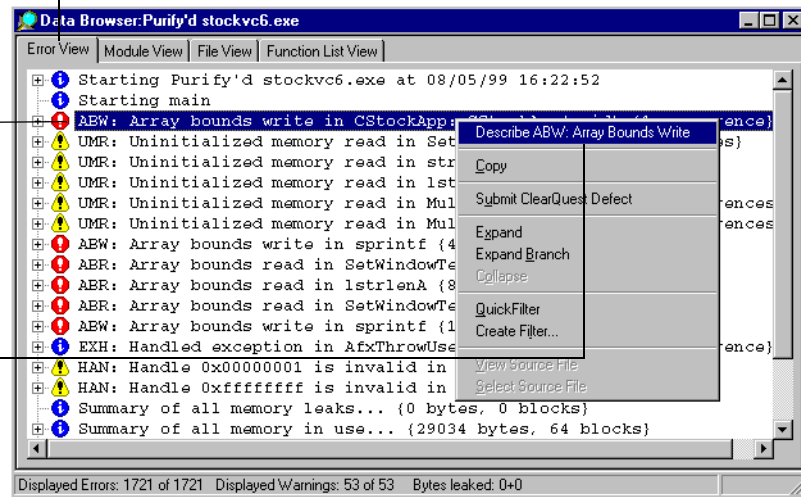 Data Browser:Purify'd stockvc6.exe
Error View Module View File View Function List View
Starting Purify'd stockvc6.exe at 08/05/99 16:22:52
Starting main
ABW: Array bounds write in CStockApp:
UMR: Uninitialized memory read in Set
UMR: Uninitialized memory read in str
UMR: Uninitialized memory read in lst
UMR: Uninitialized memory read in Mul
UMR: Uninitialized memory read in Mul
ABW: Array bounds write in sprintf {4
ABR: Array bounds read in SetWindowTe
ABR: Array bounds read in lstrlenA {8
ABR: Array bounds read in SetWindowTe
ABW: Array bounds write in sprintf {1
EXH: Handled exception in AfxThrowUse
HAN: Handle 0x00000001 is invalid in
HAN: Handle 0xffffffff is invalid in
Summary of all memory leaks... {0 bytes, 0 blocks}
Summary of all memory in use... {29034 bytes, 64 blocks}
Describe ABW: Array Bounds Write
Copy
Submit ClearQuest Defect
Expand
Expand Branch
Collapse
QuickFilter
Create Filter...
View Source File
Select Source File
Displayed Errors: 1721 of 1721 Displayed Warnings: 53 of 53 Bytes leaked: 0+0